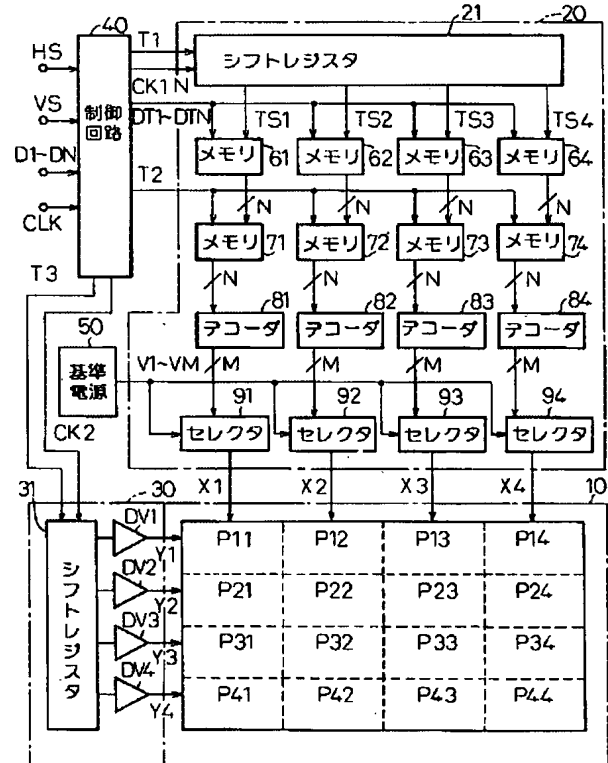 40
21
20
HS
VS
D1~DN
CLK
制御
回路
T1
CK1
N
シフトレジスタ
DT1~DTN
TS1
TS2
TS3
TS4
メモリ
61
メモリ
62
メモリ
63
メモリ
64
T2
N
N
N
N
メモリ
71
メモリ
72
メモリ
73
メモリ
74
T3
N
N
N
N
81
82
83
84
デコーダ
デコーダ
デコーダ
デコーダ
50
基準
電源
V1~VM
M
M
M
M
91
92
93
94
セレクタ
セレクタ
セレクタ
セレクタ
CK2
X1
X2
X3
X4
31
30
10
シフトレジスタ
DV1
Y1
DV2
Y2
DV3
Y3
DV4
Y4
P11
P12
P13
P14
P21
P22
P23
P24
P31
P32
P33
P34
P41
P42
P43
P44